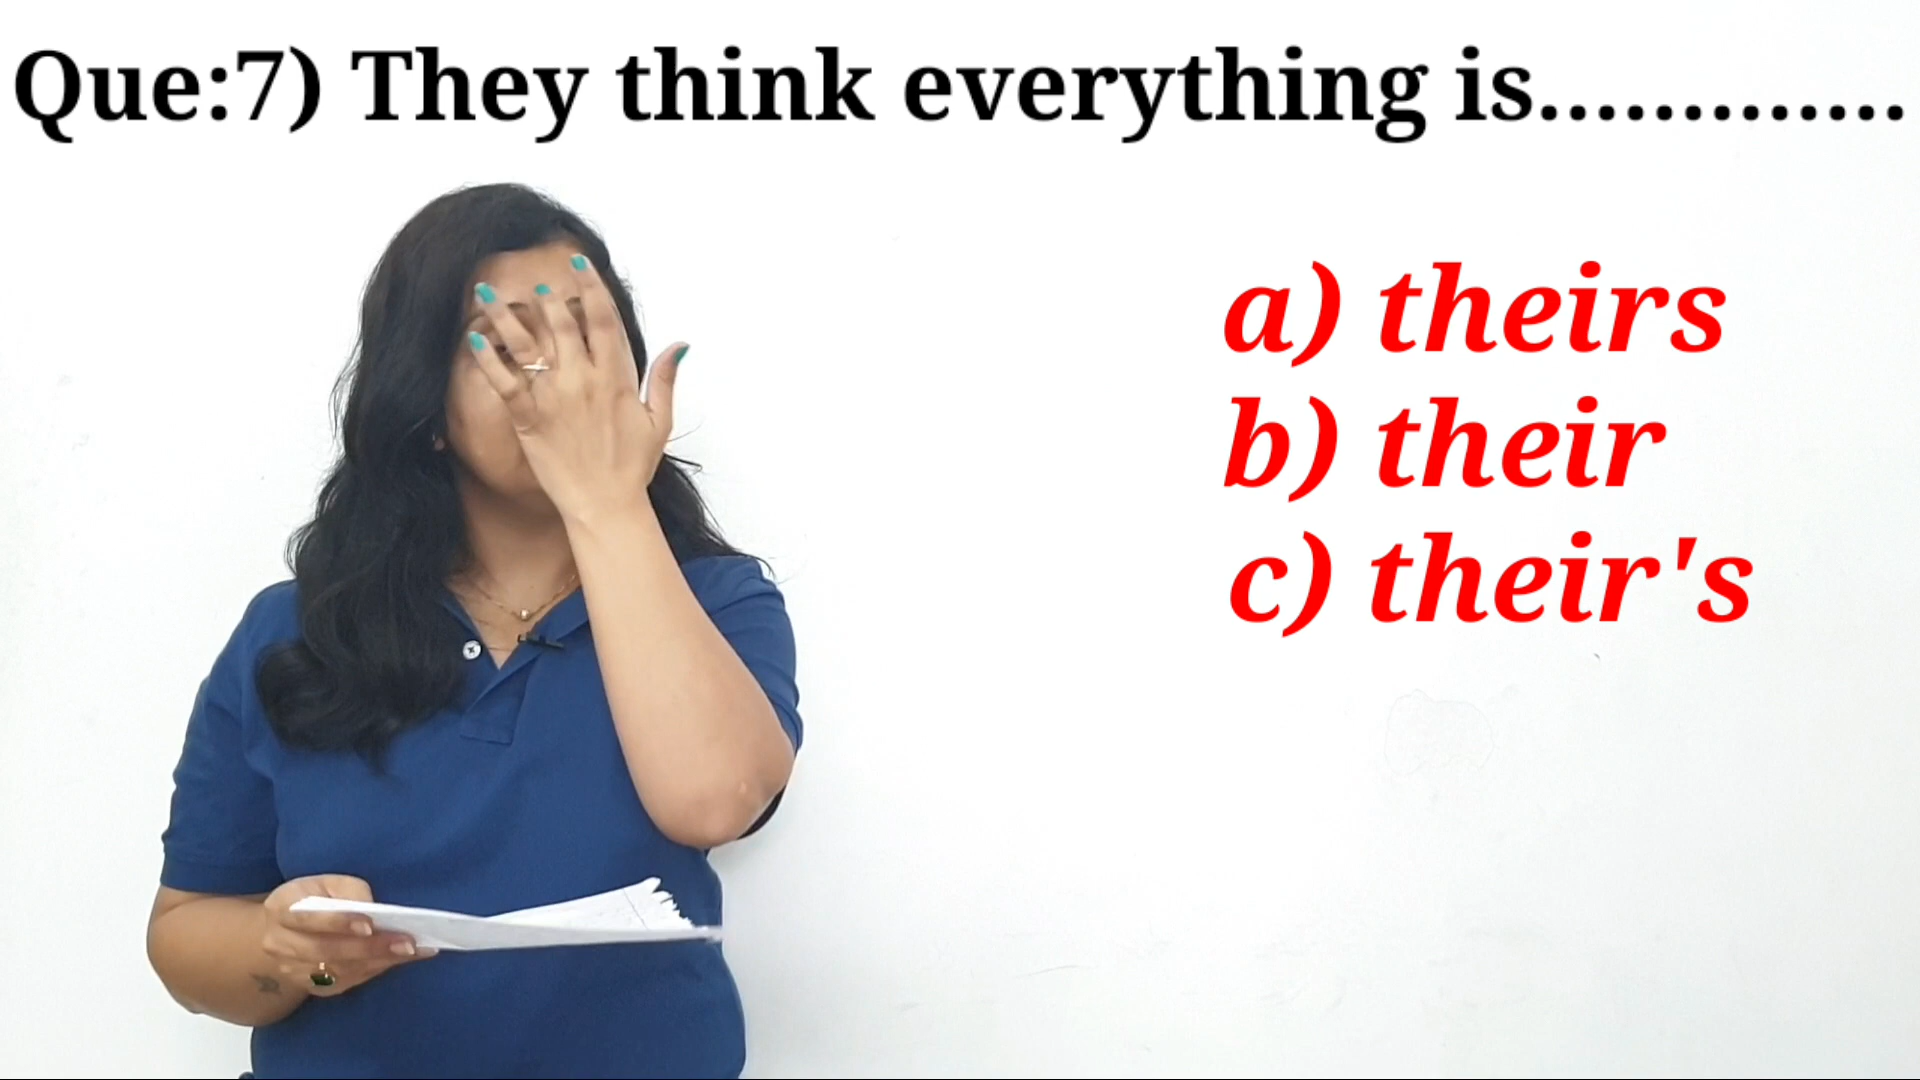 Que:7) They think everything is.............
a) theirs
b) their
c) their's